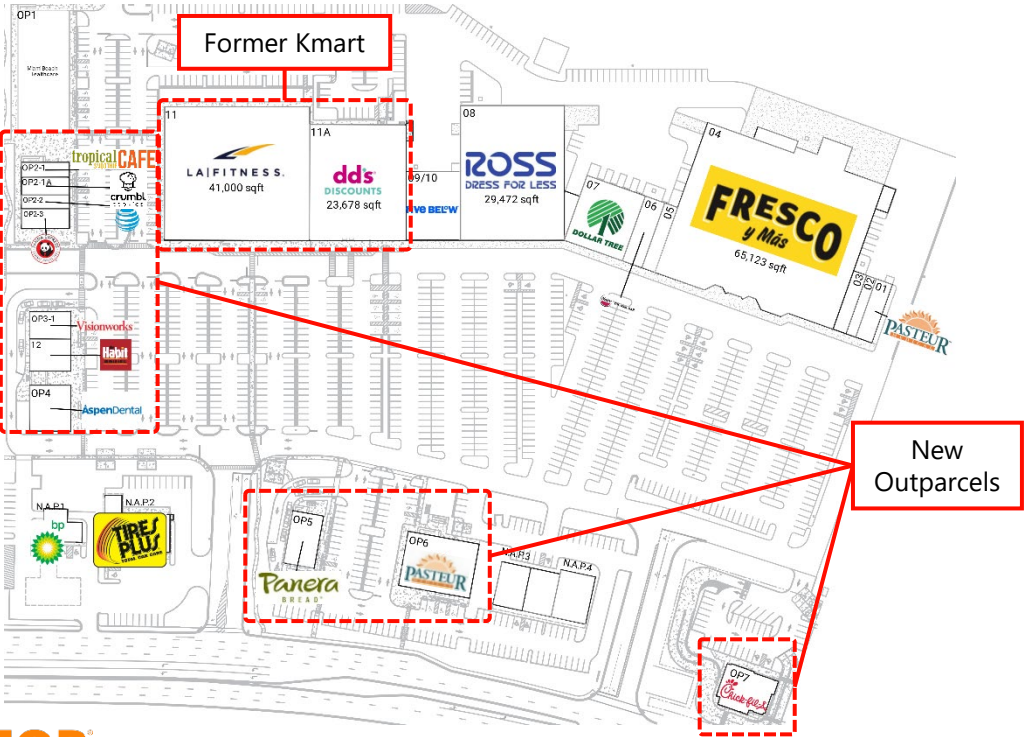 OP1
Miami Beach
Healthcare
Former Kmart
11
LA|FITNESS.
41,000 sqft
11A
dd's
DISCOUNTS
23,678 sqft
09/10
08
ROSS
DRESS FOR LESS
29,472 sqft
07
DOLLAR TREE
06
05
04
FRESCO
y Más
65,123 sqft
03
02
01
PASTEUR
OP2-1
OP2-1A
OP2-2
OP2-3
tropical CAFE
crumbl
OP3-1
Visionworks
12
Habit
OP4
AspenDental
New
Outparcels
N.A.P.1
bp
N.A.P.2
TIRES
PLUS
OP5
Panera
BREAD
OP6
PASTEUR
N.A.P.3
N.A.P.4
OP7
Chick-fil-A